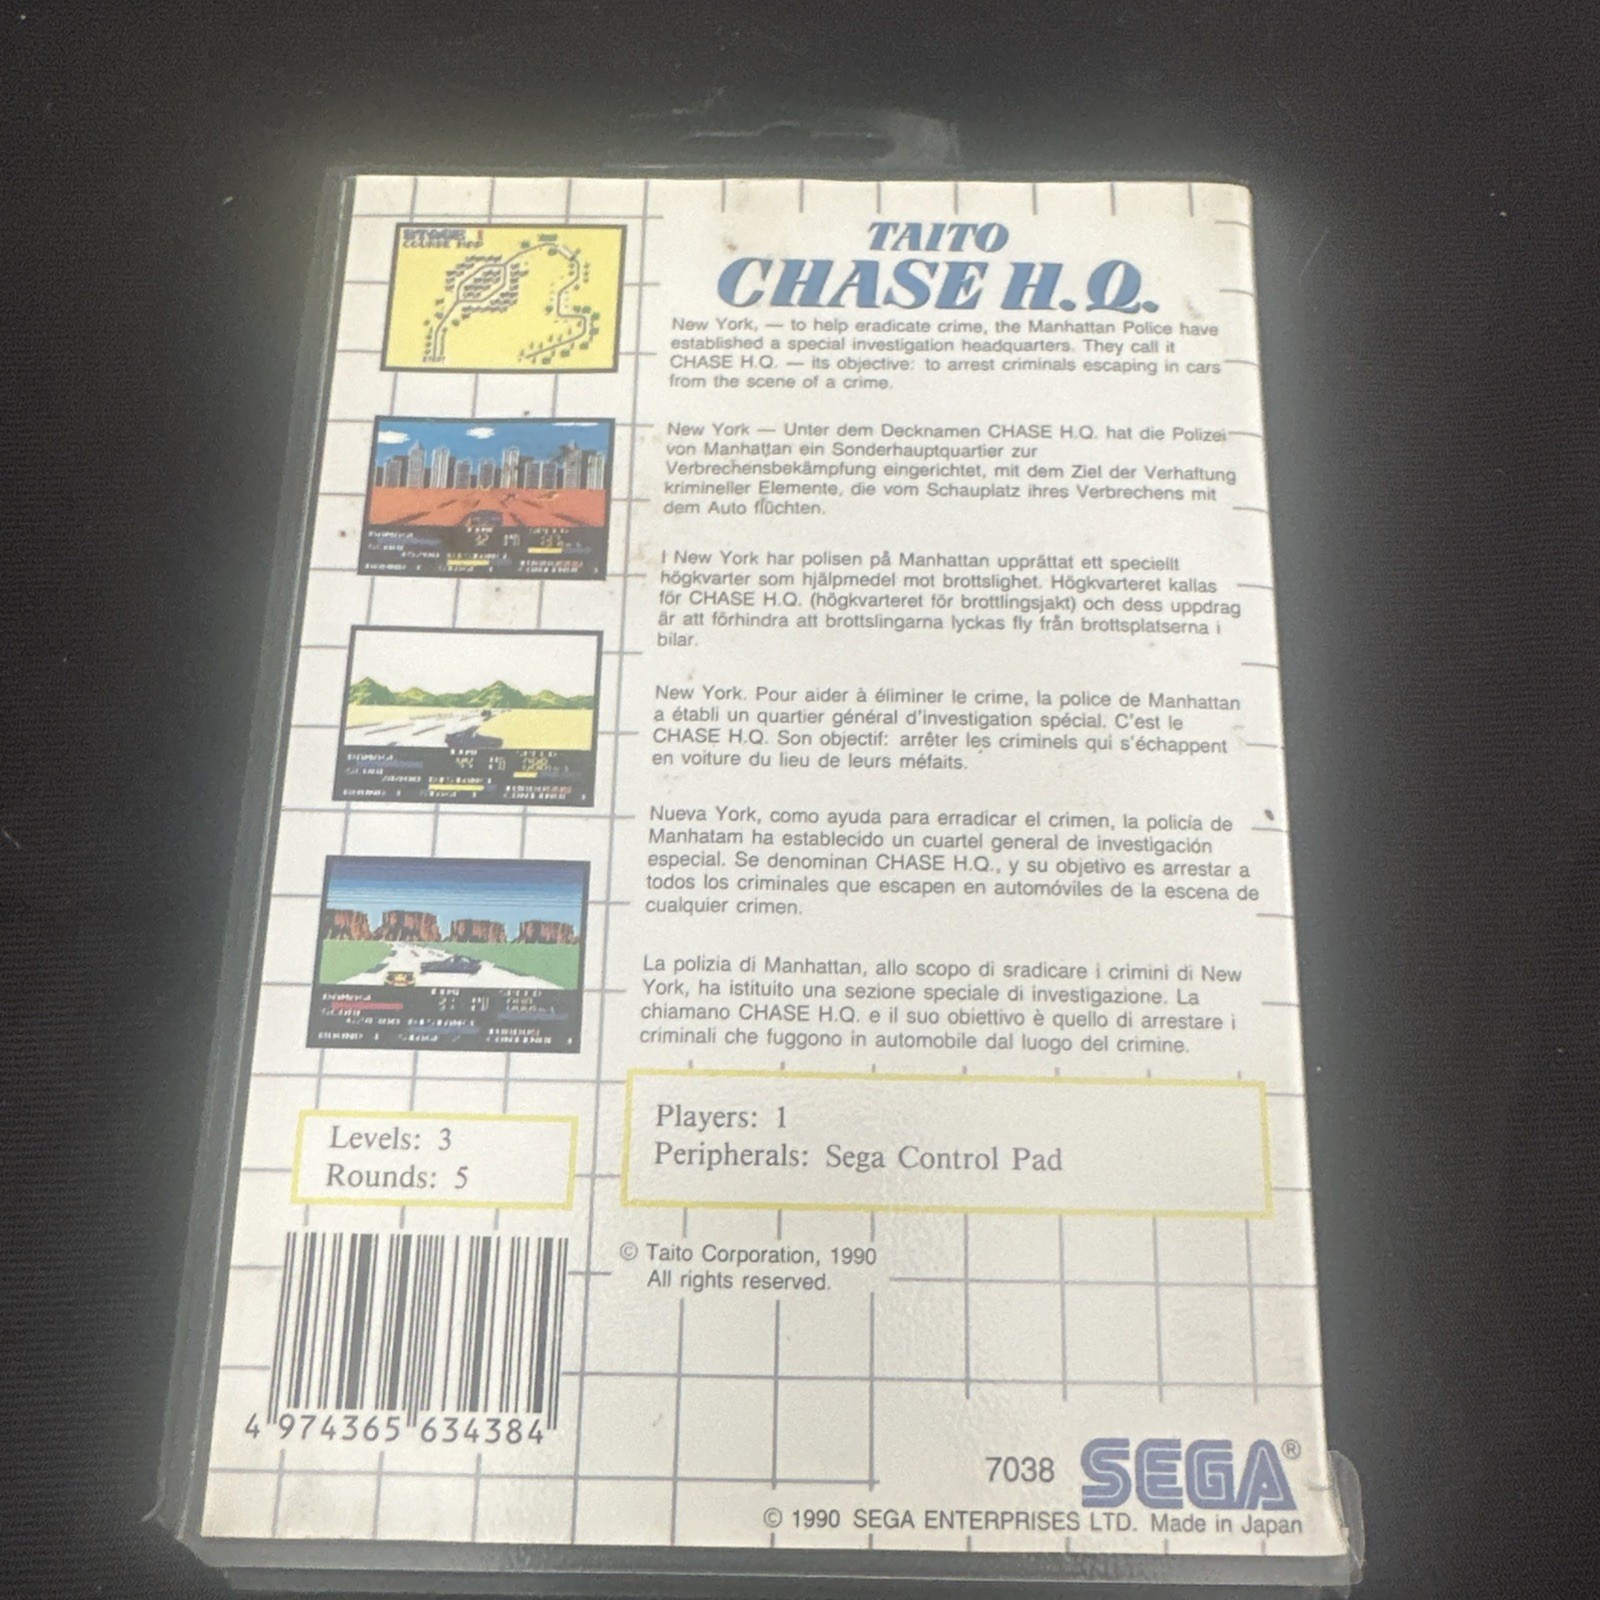 STAGE 1
COURSE MAP
START
TAITO
CHASE H.Q.
New York, — to help eradicate crime, the Manhattan Police have
established a special investigation headquarters. They call it
CHASE H.Q. — its objective: to arrest criminals escaping in cars
from the scene of a crime.
New York — Unter dem Decknamen CHASE H.Q. hat die Polizei
von Manhattan ein Sonderhauptquartier zur
Verbrechensbekämpfung eingerichtet, mit dem Ziel der Verhaftung
krimineller Elemente, die vom Schauplatz ihres Verbrechens mit
dem Auto flüchten.
I New York har polisen på Manhattan upprättat ett speciellt
högkvarter som hjälpmedel mot brottslighet. Högkvarteret kallas
för CHASE H.Q. (högkvarteret för brottlingsjakt) och dess uppdrag
är att förhindra att brottslingarna lyckas fly från brottsplatserna i
bilar.
New York. Pour aider à éliminer le crime, la police de Manhattan
a établi un quartier général d'investigation spécial. C'est le
CHASE H.Q. Son objectif: arrêter les criminels qui s'échappent
en voiture du lieu de leurs méfaits.
Nueva York, como ayuda para erradicar el crimen, la policía de
Manhatam ha establecido un cuartel general de investigación
especial. Se denominan CHASE H.Q., y su objetivo es arrestar a
todos los criminales que escapen en automóviles de la escena de
cualquier crimen.
La polizia di Manhattan, allo scopo di sradicare i crimini di New
York, ha istituito una sezione speciale di investigazione. La
chiamano CHASE H.Q. e il suo obiettivo è quello di arrestare i
criminali che fuggono in automobile dal luogo del crimine.
Levels: 3
Rounds: 5
Players: 1
Peripherals: Sega Control Pad
© Taito Corporation, 1990
All rights reserved.
4 974365 634384
7038 SEGA®
© 1990 SEGA ENTERPRISES LTD. Made in Japan